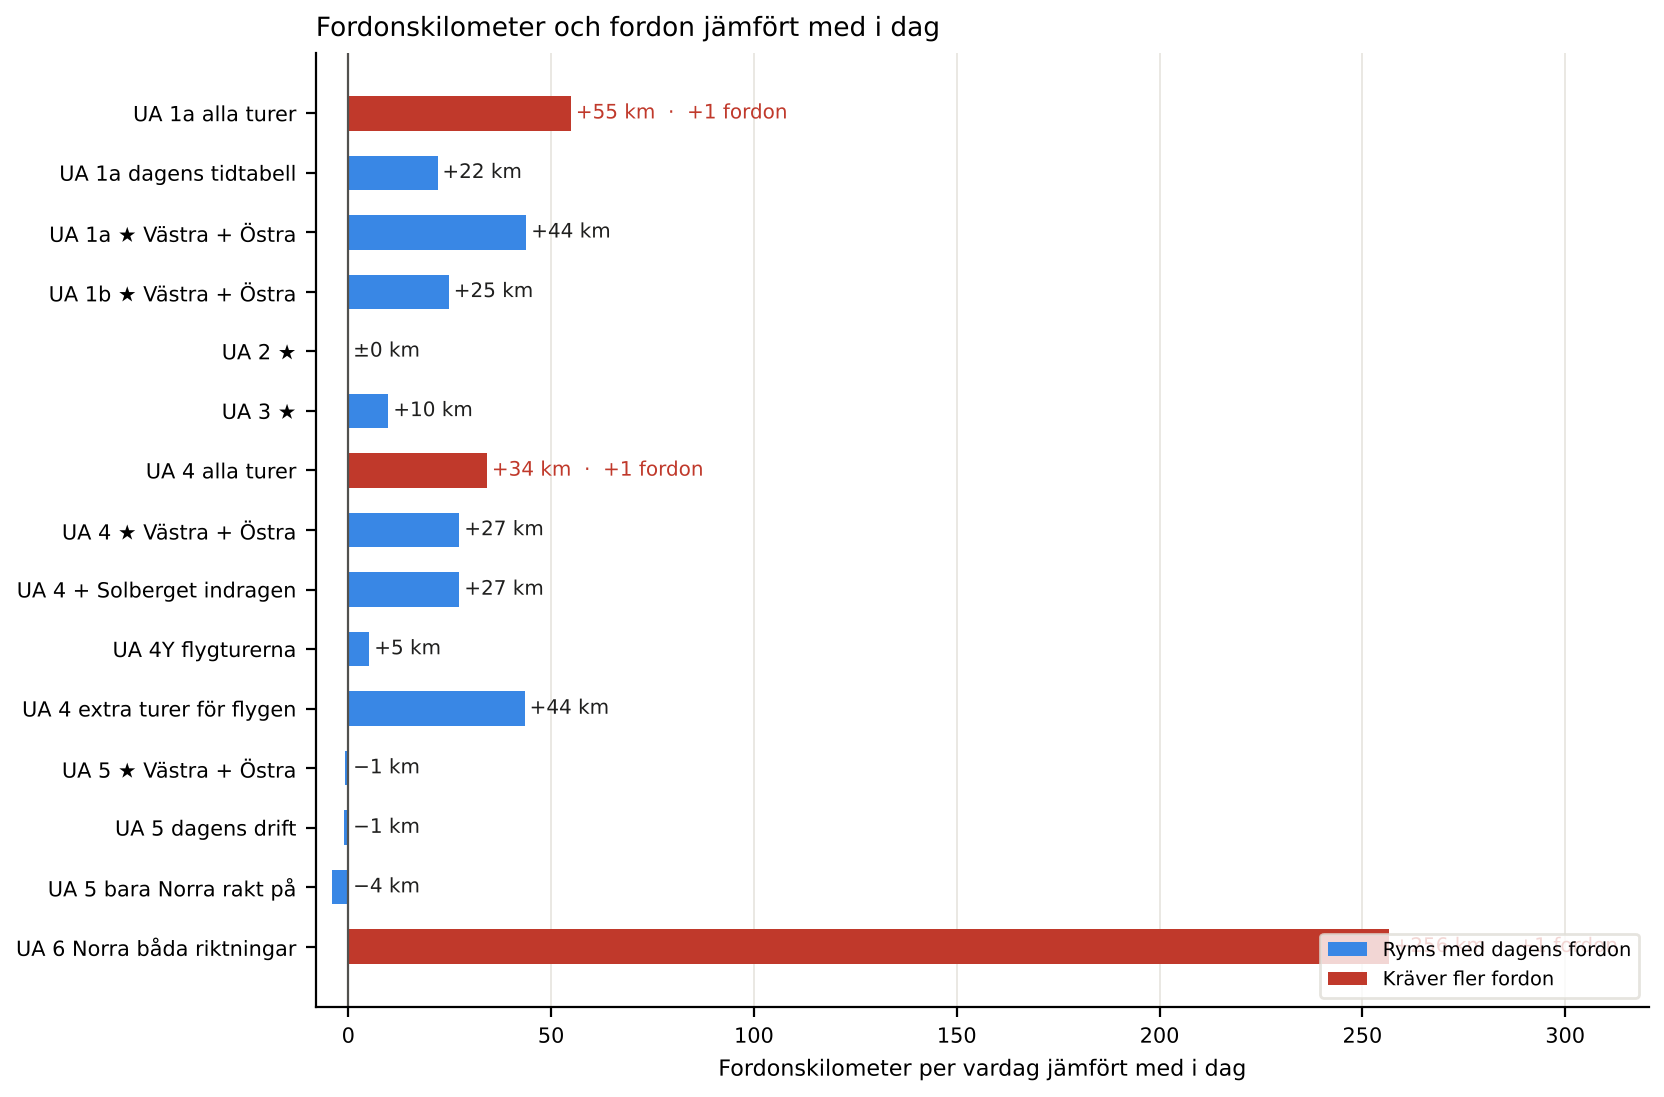 Fordonskilometer och fordon jämfört med i dag
UA 1a alla turer
+55 km · +1 fordon
UA 1a dagens tidtabell
+22 km
UA 1a ★ Västra + Östra
+44 km
UA 1b ★ Västra + Östra
+25 km
UA 2 ★
±0 km
UA 3 ★
+10 km
UA 4 alla turer
+34 km · +1 fordon
UA 4 ★ Västra + Östra
+27 km
UA 4 + Solberget indragen
+27 km
UA 4Y flygturerna
+5 km
UA 4 extra turer för flygen
+44 km
UA 5 ★ Västra + Östra
−1 km
UA 5 dagens drift
−1 km
UA 5 bara Norra rakt på
−4 km
UA 6 Norra båda riktningar
+256 km · +1 fordon
Ryms med dagens fordon
Kräver fler fordon
0 50 100 150 200 250 300
Fordonskilometer per vardag jämfört med i dag